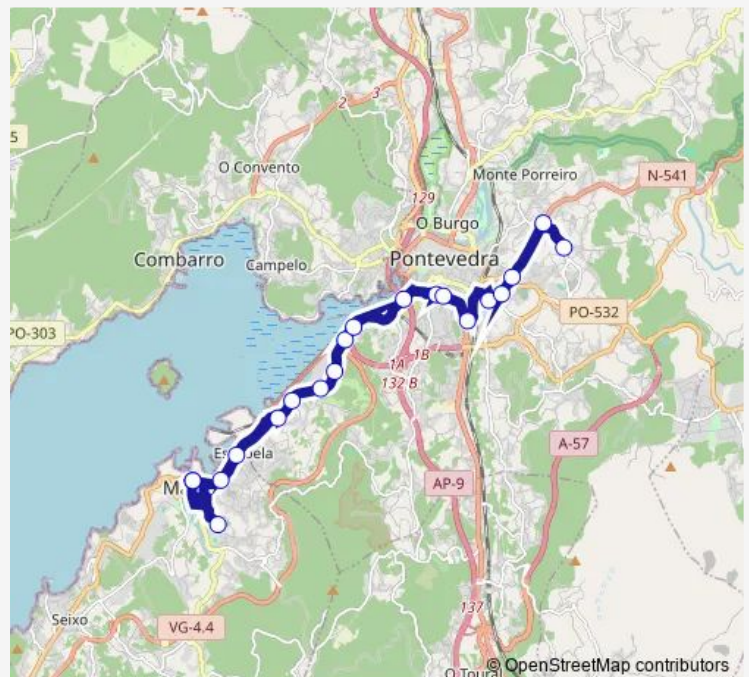 5
2
3
O Convento
129
Monte Porreiro
N-541
O Burgo
Combarro
Campelo
Pontevedra
PO-303
PO-532
1A
1B
132 B
A-57
AP-9
Seixo
VG-4.4
137
O Toural
© OpenStreetMap contributors